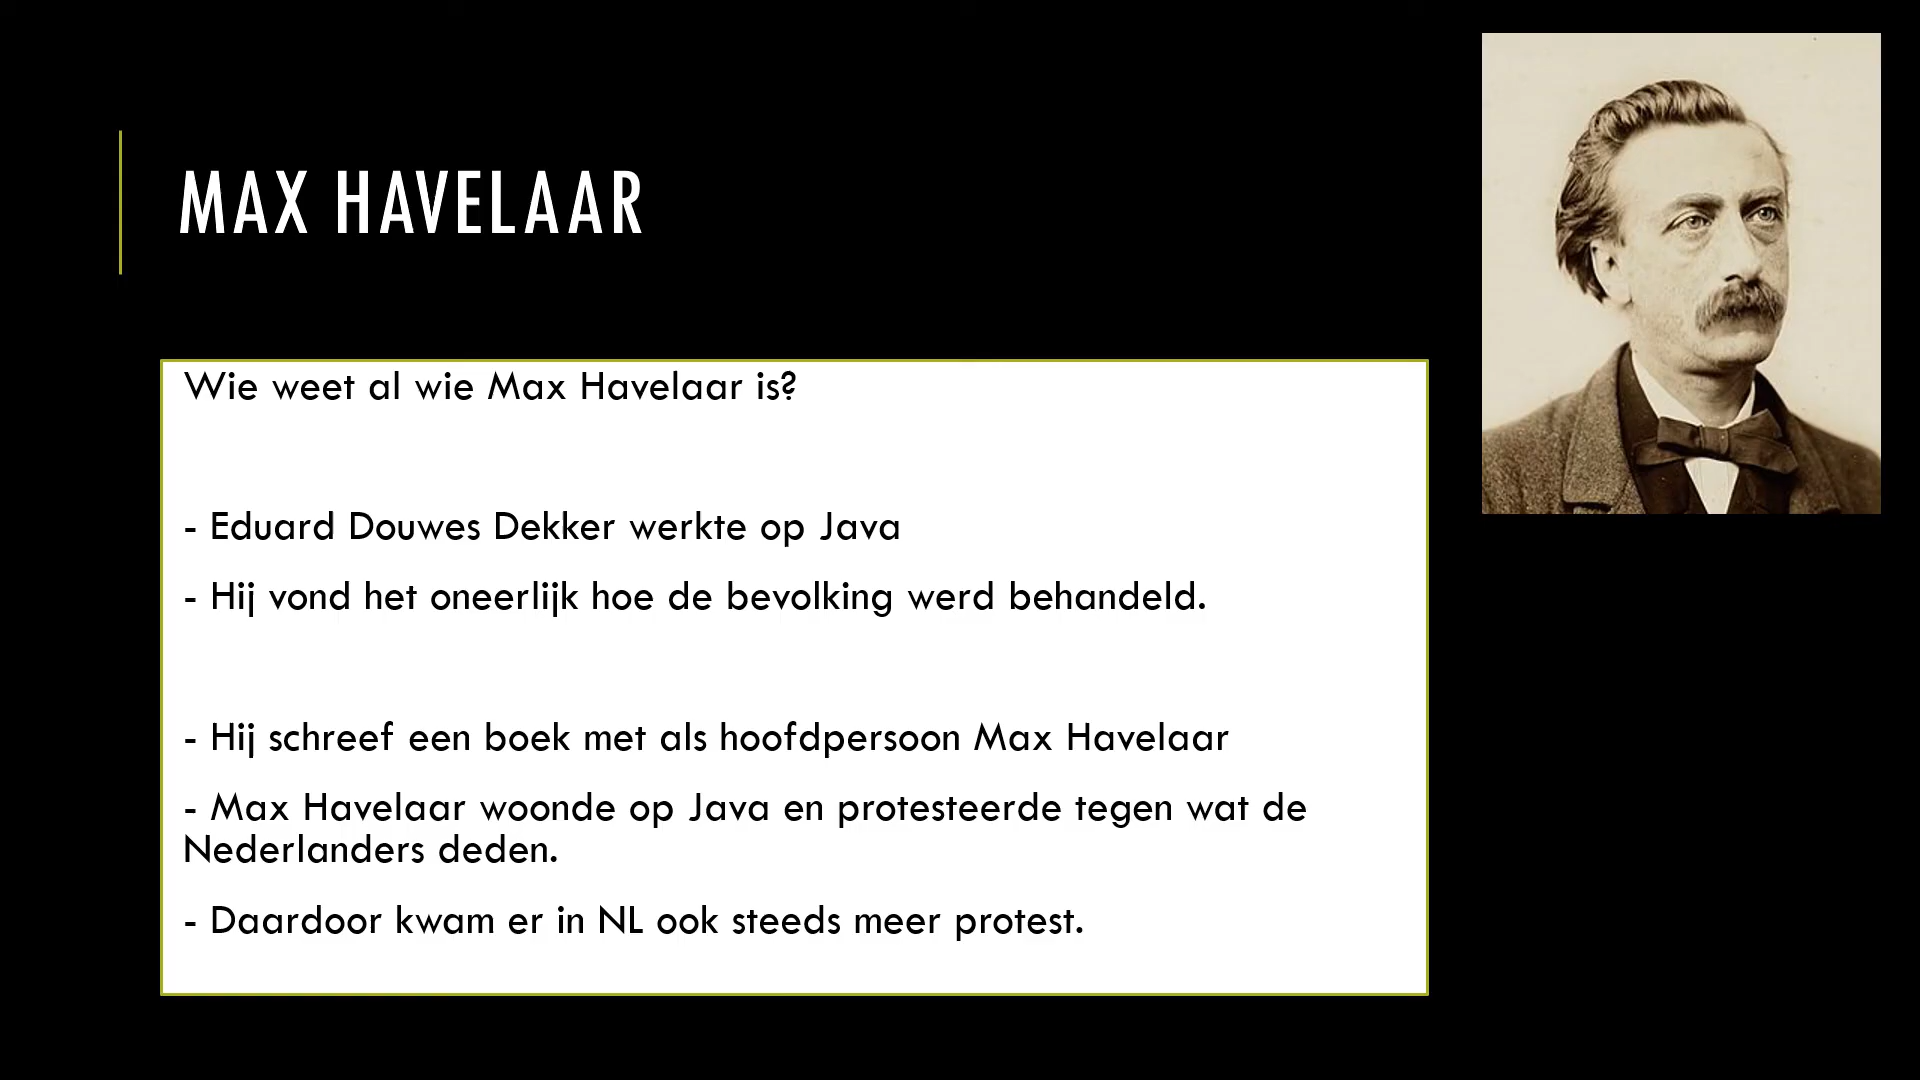 MAX HAVELAAR
Wie weet al wie Max Havelaar is?
- Eduard Douwes Dekker werkte op Java
- Hij vond het oneerlijk hoe de bevolking werd behandeld.
- Hij schreef een boek met als hoofdpersoon Max Havelaar
- Max Havelaar woonde op Java en protesteerde tegen wat de
Nederlanders deden.
- Daardoor kwam er in NL ook steeds meer protest.